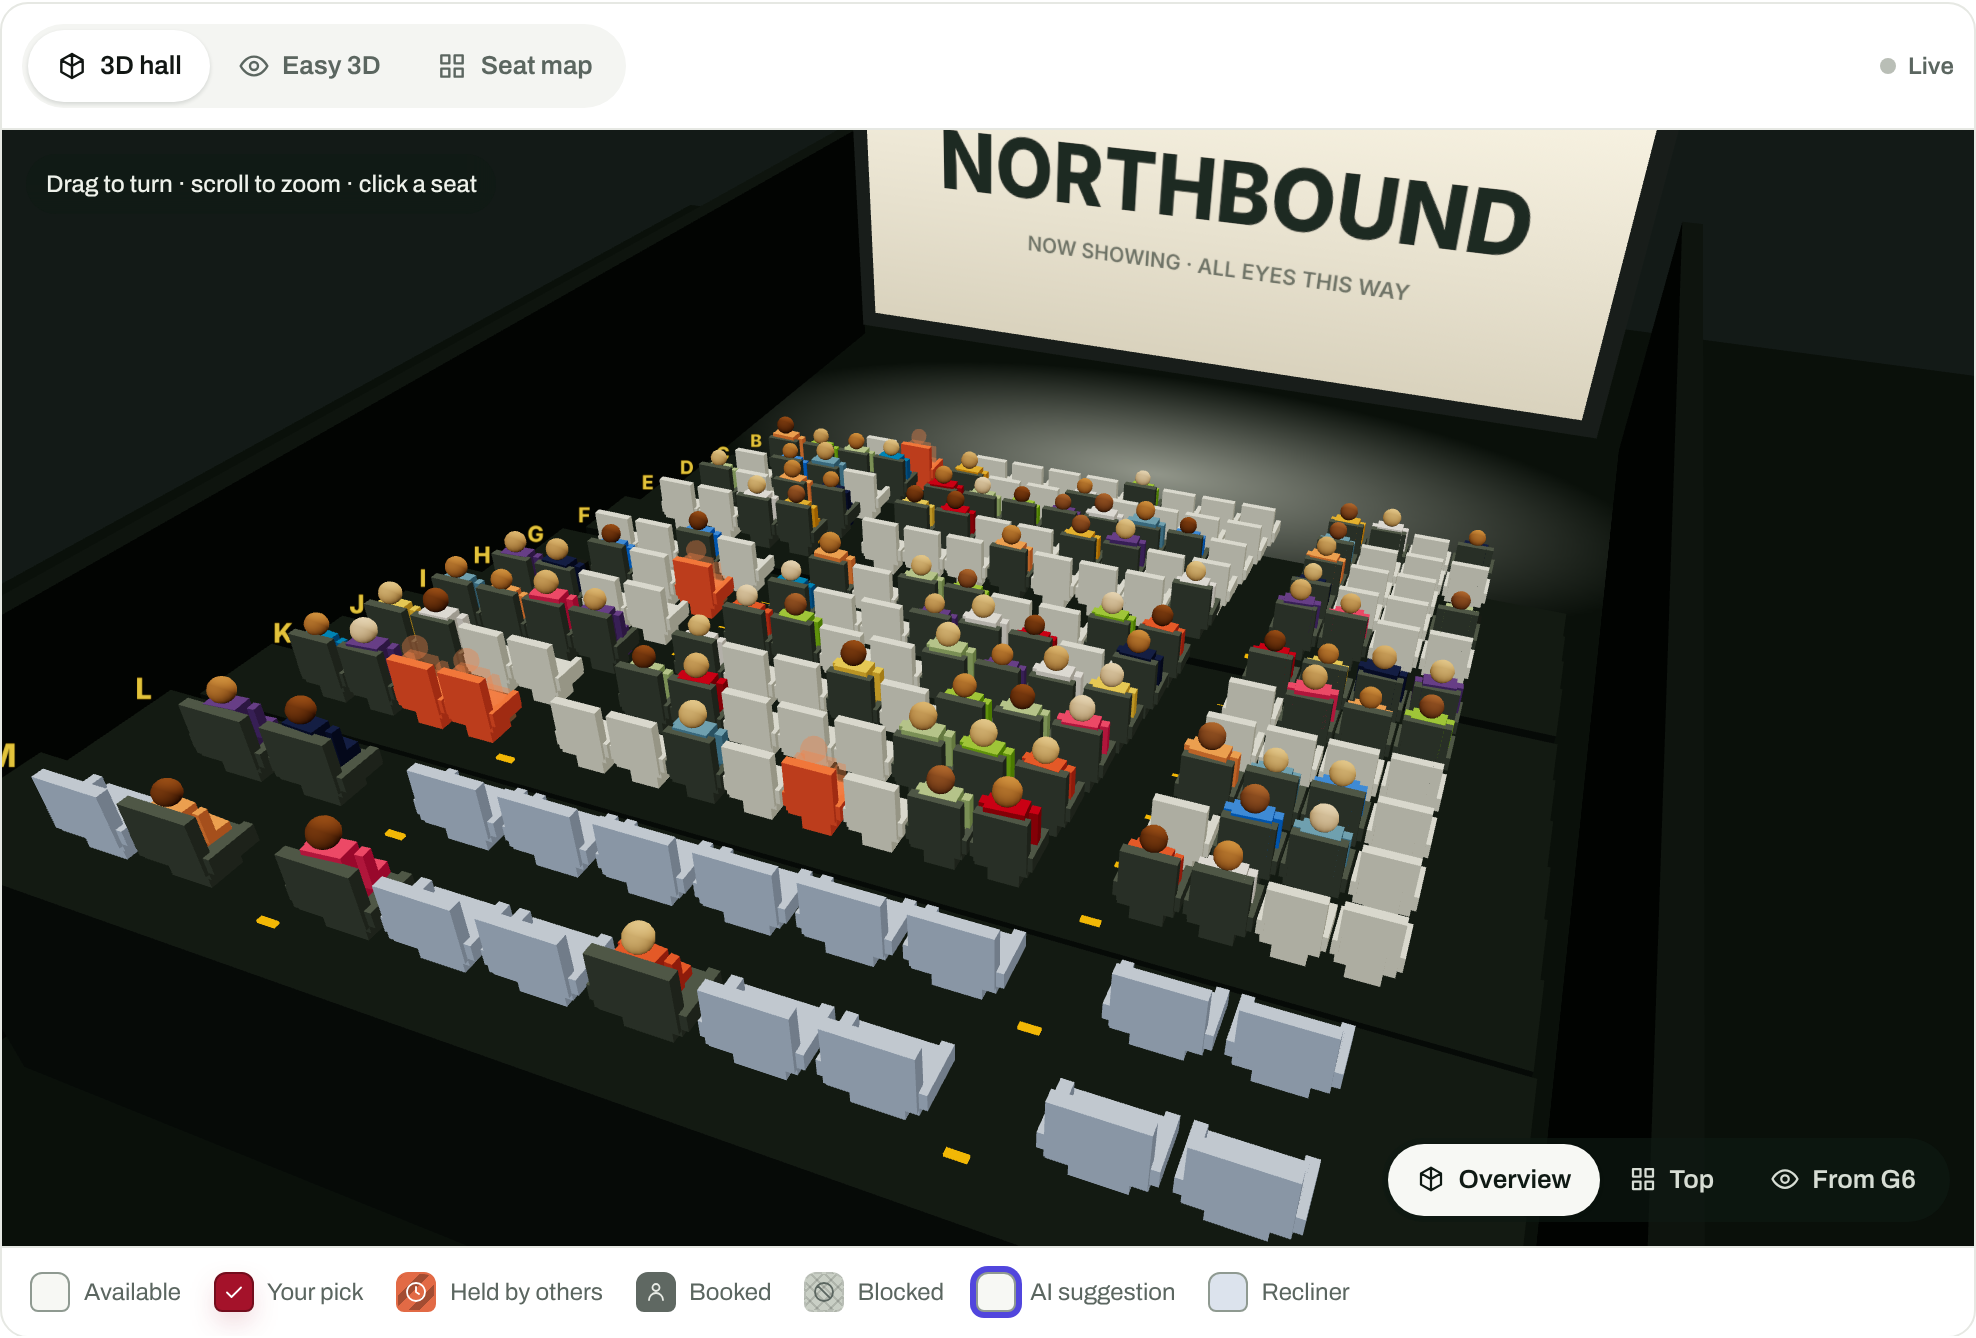 3D hall
Easy 3D
Seat map
Live
Drag to turn · scroll to zoom · click a seat
NORTHBOUND
NOW SHOWING · ALL EYES THIS WAY
B
C
D
E
F
G
H
I
J
K
L
M
Overview
Top
From G6
Available
Your pick
Held by others
Booked
Blocked
AI suggestion
Recliner